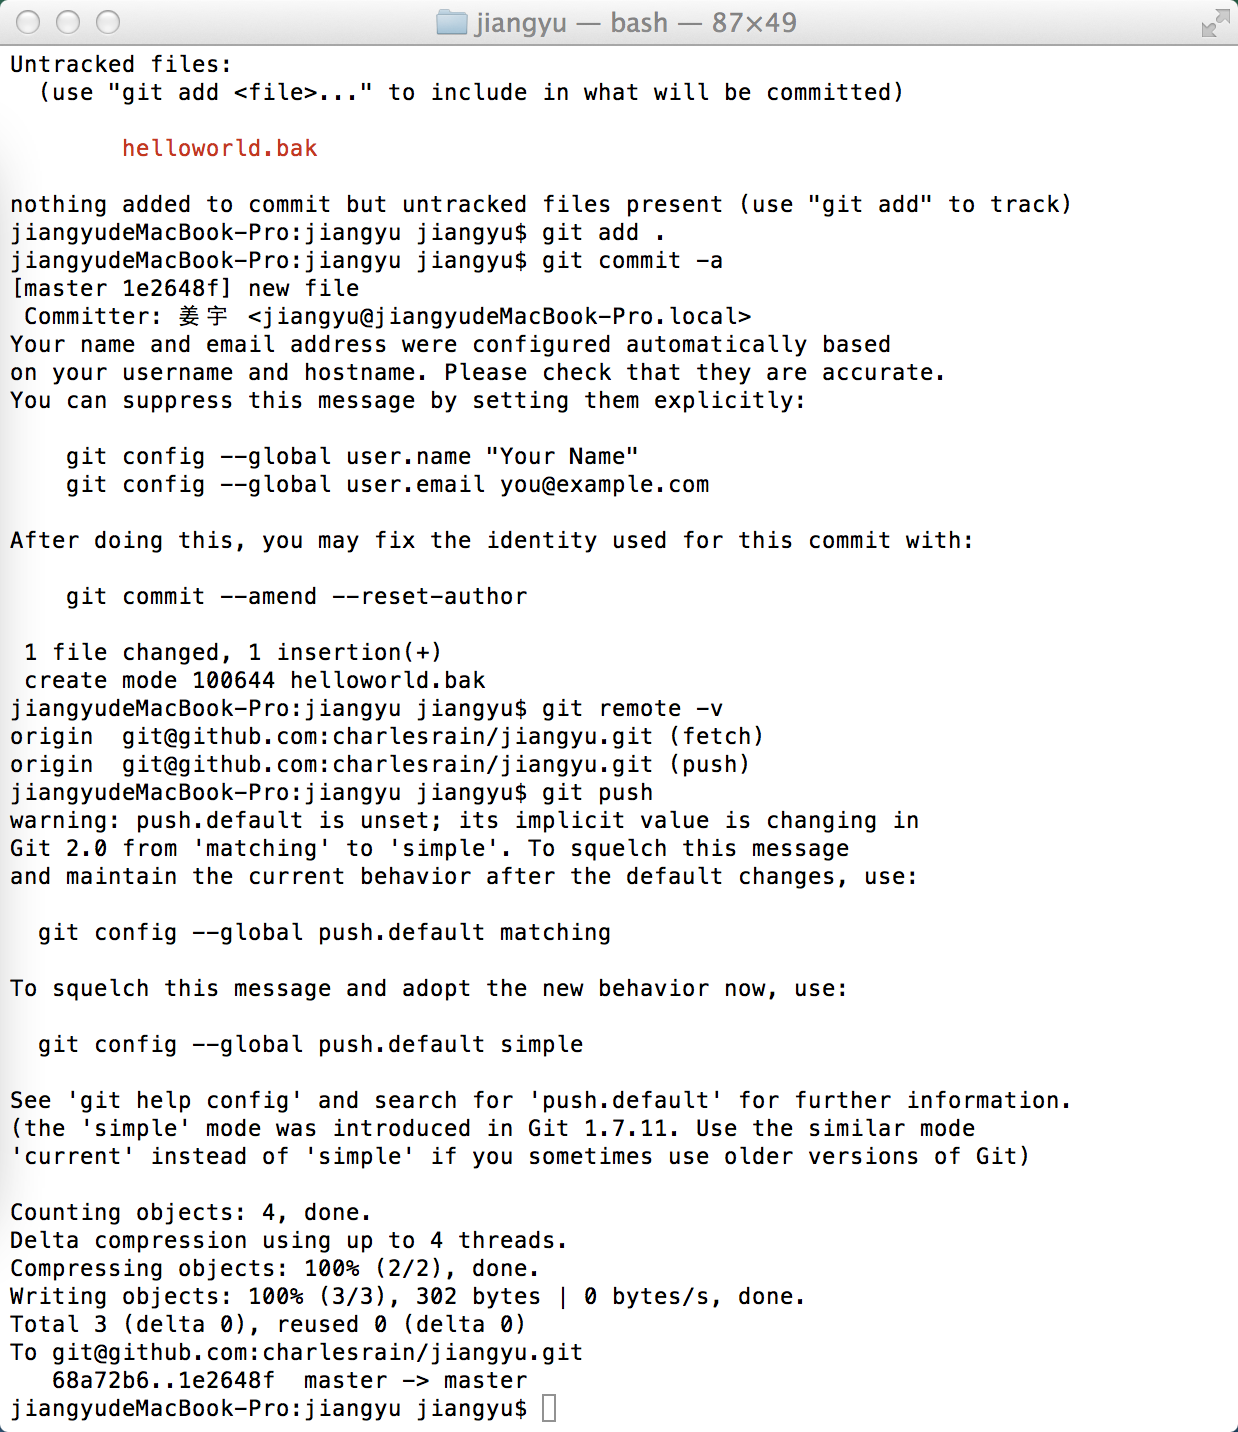 jiangyu — bash — 87×49
Untracked files:
  (use "git add <file>..." to include in what will be committed)
        helloworld.bak
nothing added to commit but untracked files present (use "git add" to track)
jiangyudeMacBook-Pro:jiangyu jiangyu$ git add .
jiangyudeMacBook-Pro:jiangyu jiangyu$ git commit -a
[master 1e2648f] new file
 Committer: 姜宇 <jiangyu@jiangyudeMacBook-Pro.local>
Your name and email address were configured automatically based
on your username and hostname. Please check that they are accurate.
You can suppress this message by setting them explicitly:
    git config --global user.name "Your Name"
    git config --global user.email you@example.com
After doing this, you may fix the identity used for this commit with:
    git commit --amend --reset-author
 1 file changed, 1 insertion(+)
 create mode 100644 helloworld.bak
jiangyudeMacBook-Pro:jiangyu jiangyu$ git remote -v
origin  git@github.com:charlesrain/jiangyu.git (fetch)
origin  git@github.com:charlesrain/jiangyu.git (push)
jiangyudeMacBook-Pro:jiangyu jiangyu$ git push
warning: push.default is unset; its implicit value is changing in
Git 2.0 from 'matching' to 'simple'. To squelch this message
and maintain the current behavior after the default changes, use:
  git config --global push.default matching
To squelch this message and adopt the new behavior now, use:
  git config --global push.default simple
See 'git help config' and search for 'push.default' for further information.
(the 'simple' mode was introduced in Git 1.7.11. Use the similar mode
'current' instead of 'simple' if you sometimes use older versions of Git)
Counting objects: 4, done.
Delta compression using up to 4 threads.
Compressing objects: 100% (2/2), done.
Writing objects: 100% (3/3), 302 bytes | 0 bytes/s, done.
Total 3 (delta 0), reused 0 (delta 0)
To git@github.com:charlesrain/jiangyu.git
   68a72b6..1e2648f  master -> master
jiangyudeMacBook-Pro:jiangyu jiangyu$